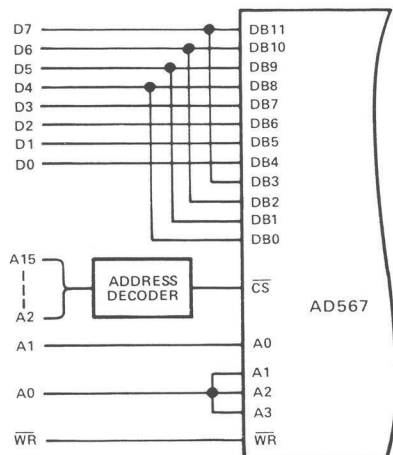 D7 DB11
D6 DB10
D5 DB9
D4 DB8
D3 DB7
D2 DB6
D1 DB5
D0 DB4
DB3
DB2
DB1
DB0
A15
A2
ADDRESS
DECODER
CS
AD567
A1 A0
A1
A0 A2
A3
WR WR